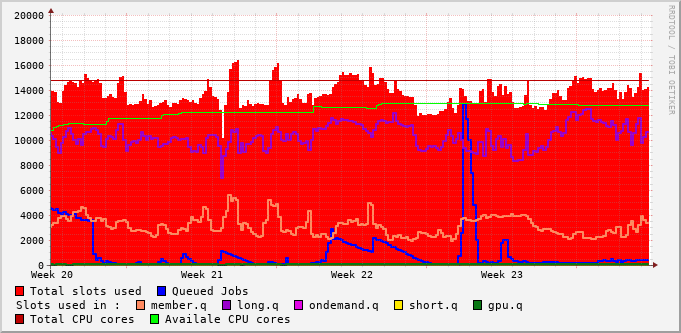 RRDTOOL / TOBI OETIKER
20000
18000
16000
14000
12000
10000
8000
6000
4000
2000
0
Week 20 Week 21 Week 22 Week 23
Total slots used Queued Jobs
Slots used in : member.q long.q ondemand.q short.q gpu.q
Total CPU cores Availale CPU cores